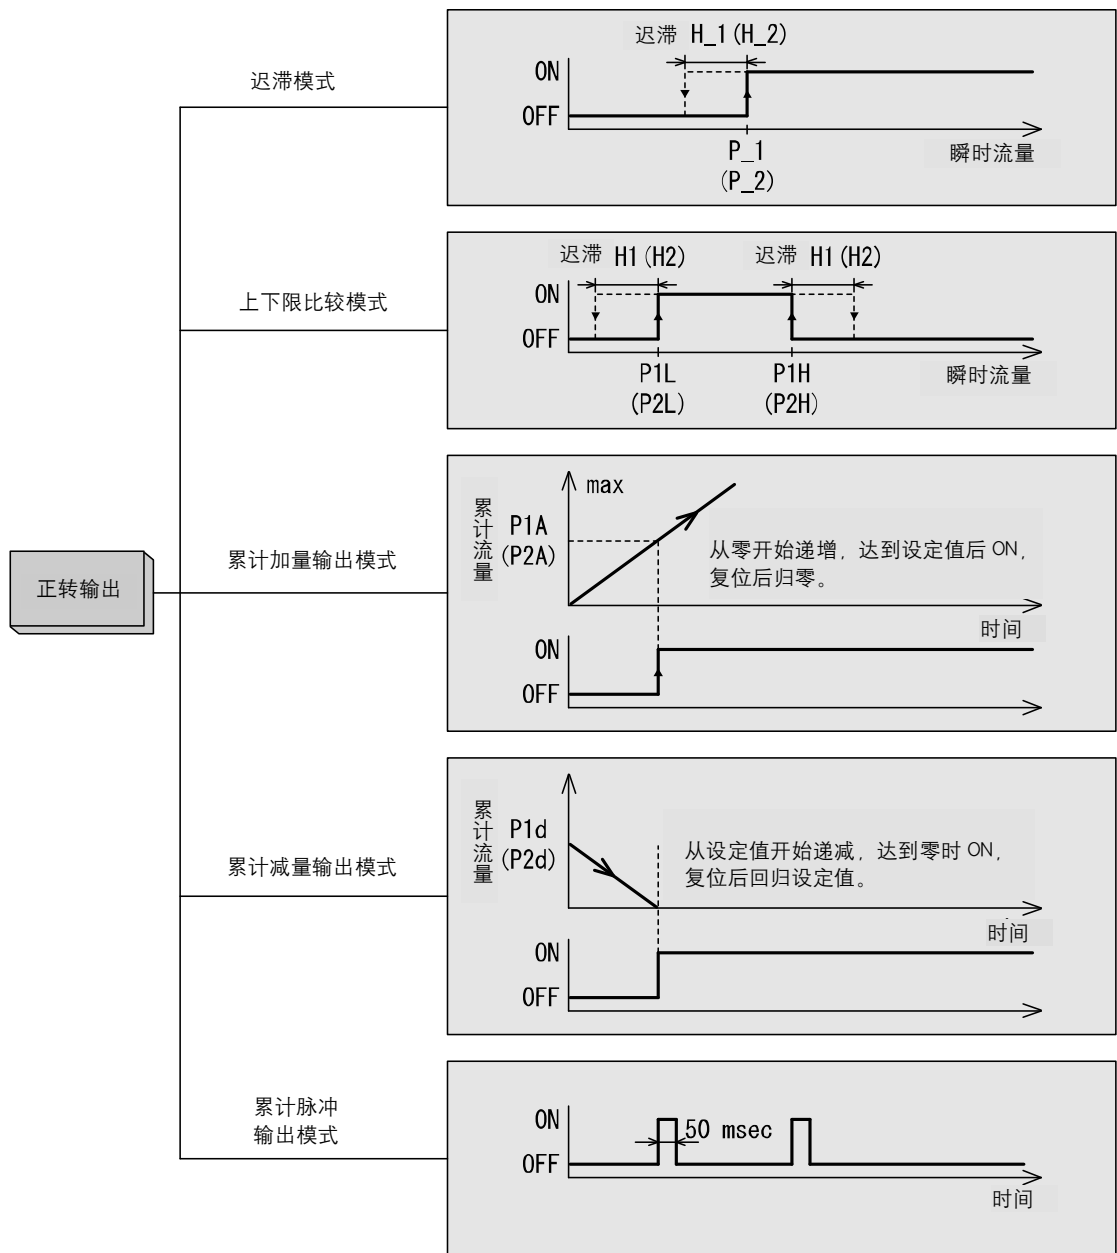 正转输出
迟滞模式
迟滞 H_1(H_2)
ON
OFF
P_1
(P_2)
瞬时流量
上下限比较模式
迟滞 H1(H2)
迟滞 H1(H2)
ON
OFF
P1L
(P2L)
P1H
(P2H)
瞬时流量
累计加量输出模式
累计流量
P1A
(P2A)
max
从零开始递增，达到设定值后 ON，
复位后归零。
时间
ON
OFF
累计减量输出模式
累计流量
P1d
(P2d)
从设定值开始递减，达到零时 ON，
复位后回归设定值。
时间
ON
OFF
累计脉冲
输出模式
ON
OFF
50 msec
时间